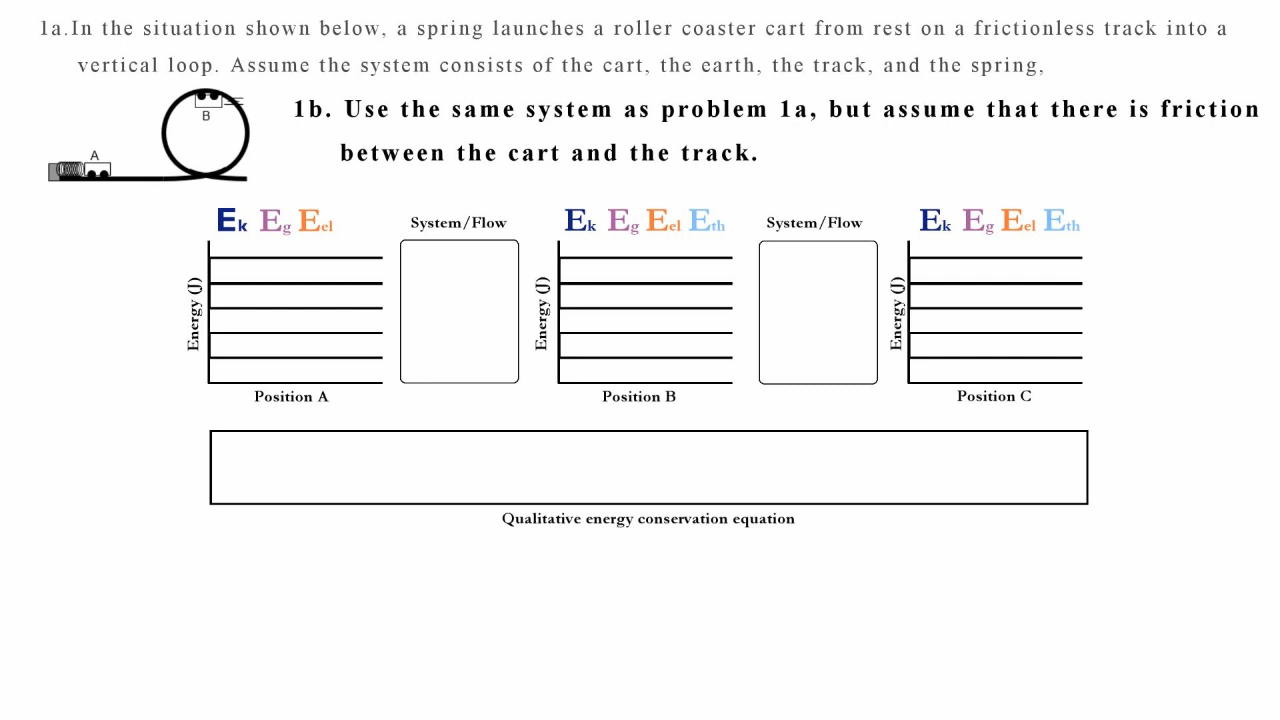 1a.In the situation shown below, a spring launches a roller coaster cart from rest on a frictionless track into a
vertical loop. Assume the system consists of the cart, the earth, the track, and the spring,
1b. Use the same system as problem 1a, but assume that there is friction
between the cart and the track.
B
A
Ek Eg Eel
System/Flow
Ek Eg Eel Eth
System/Flow
Ek Eg Eel Eth
Energy (J)
Energy (J)
Energy (J)
Position A
Position B
Position C
Qualitative energy conservation equation